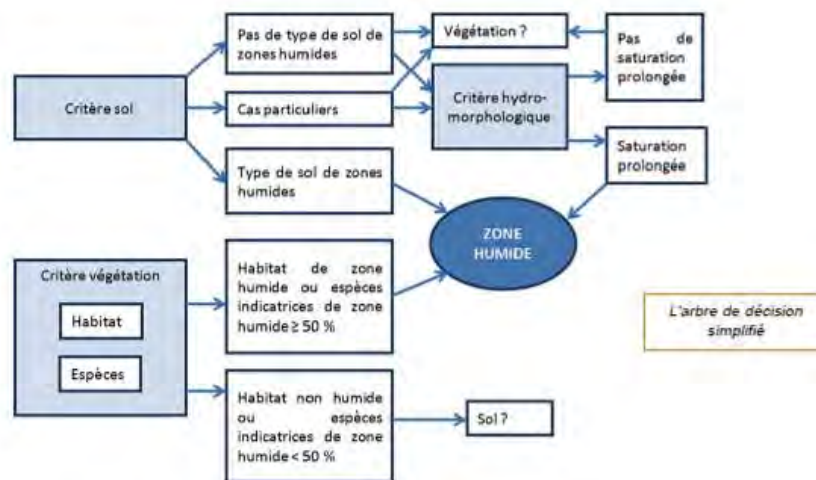 Pas de type de sol de
zones humides
Végétation ?
Pas de
saturation
prolongée
Critère sol
Cas particuliers
Critère hydro-
morphologique
Type de sol de zones
humides
Saturation
prolongée
ZONE
HUMIDE
Critère végétation
Habitat
Espèces
Habitat de zone
humide ou espèces
indicatrices de zone
humide ≥ 50 %
L'arbre de décision
simplifié
Habitat non humide
ou espèces
indicatrices de zone
humide < 50 %
Sol ?